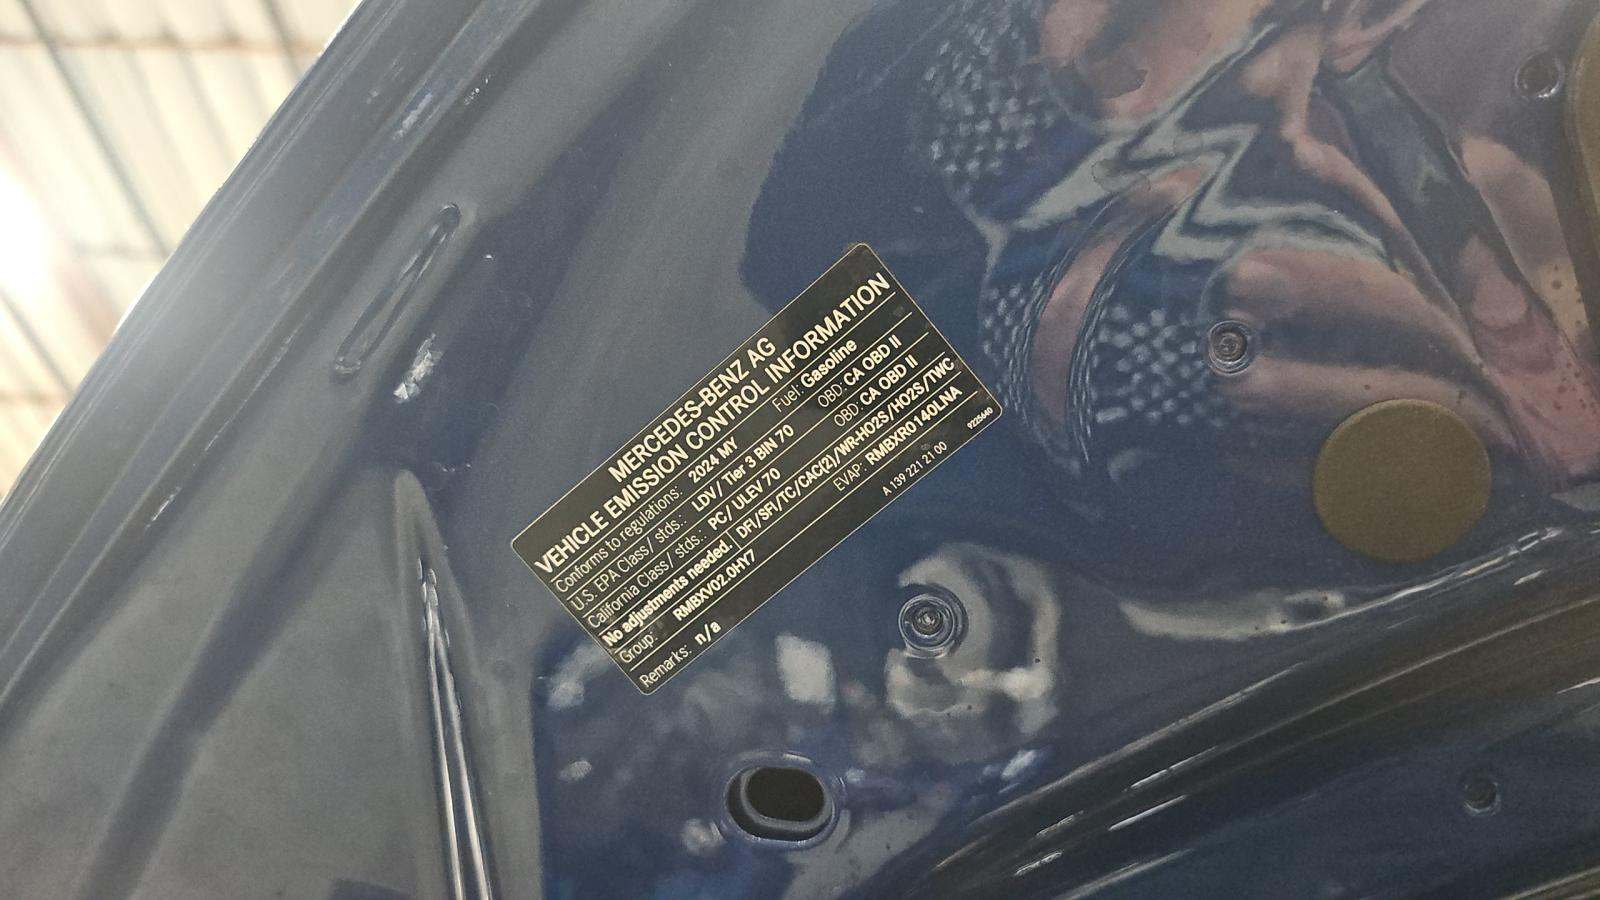 MERCEDES-BENZ AG
VEHICLE EMISSION CONTROL INFORMATION
Conforms to regulations: 2024 MY Fuel: Gasoline
U.S. EPA Class/ stds.: LDV/ Tier 3 BIN 70 OBD: CA OBD II
California Class/ stds.: PC/ ULEV 70 OBD: CA OBD II
No adjustments needed. DFI/SFI/TC/CAC(2)/WR-HO2S/HO2S/TWC
Group: RMBXV02.0HY7 EVAP: RMBXR0140LNA
Remarks: n/a A 139 221 21 00 9225640